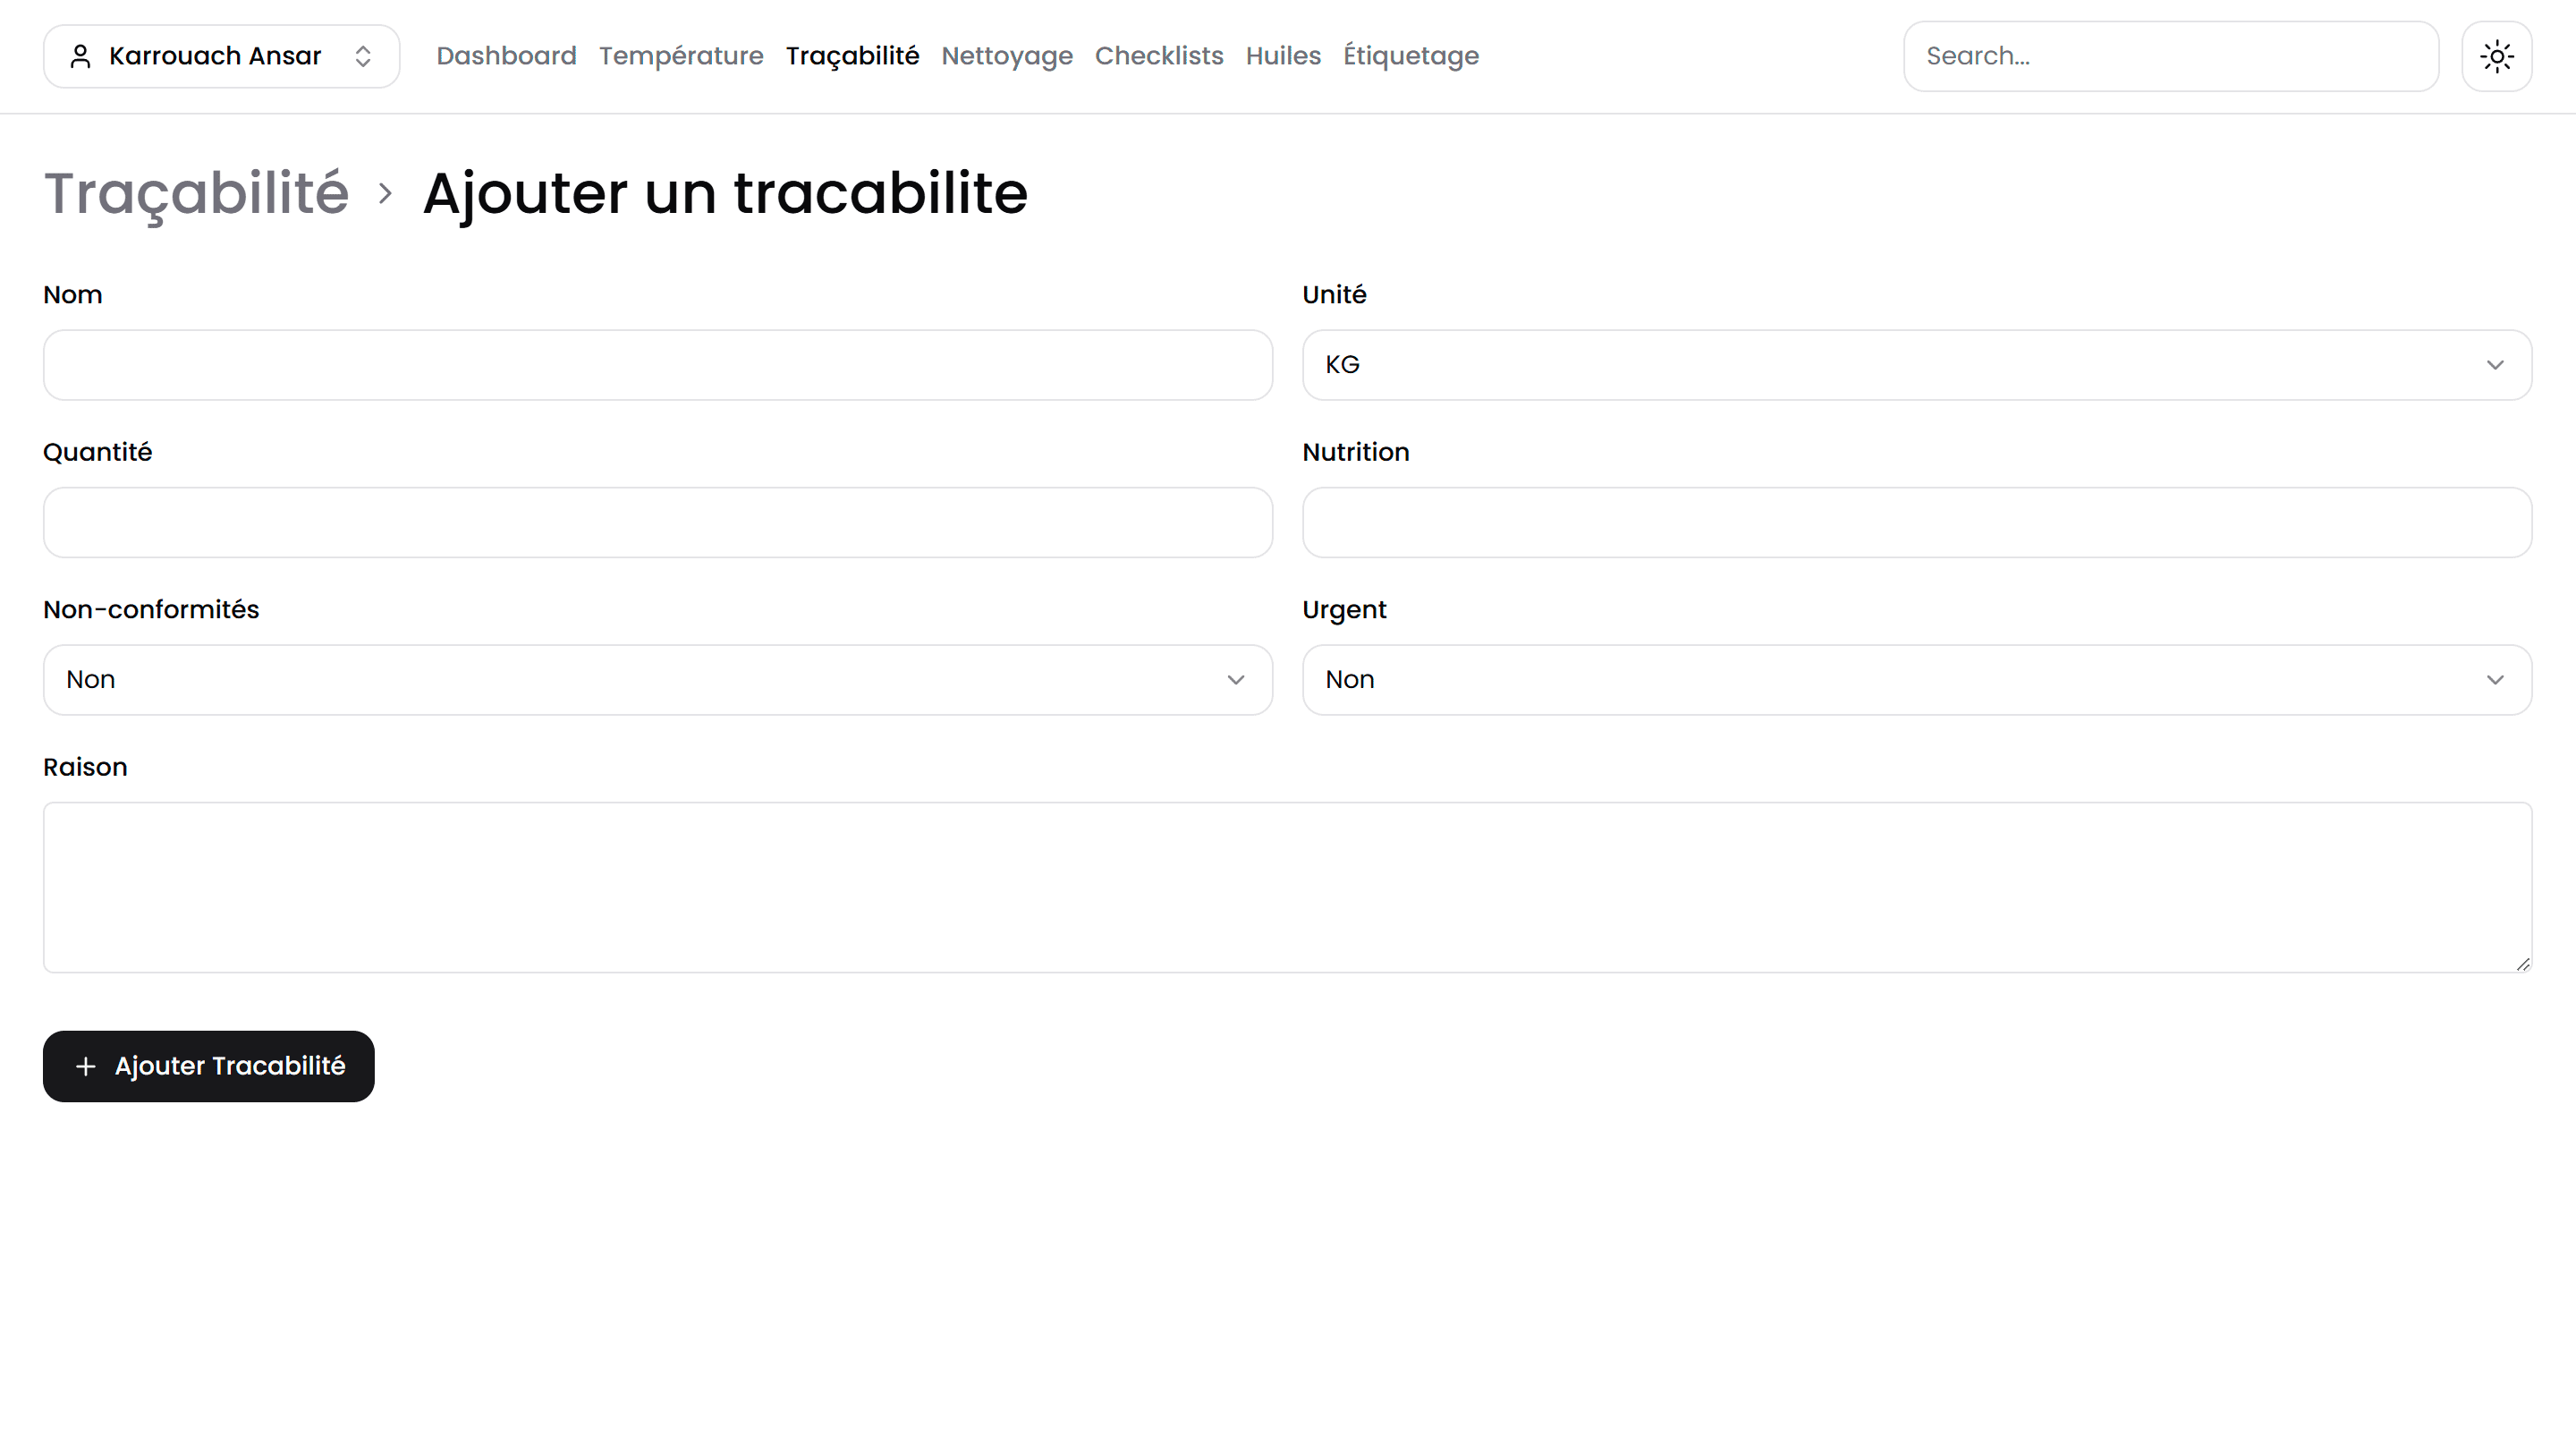 Karrouach Ansar Dashboard Température Traçabilité Nettoyage Checklists Huiles Étiquetage Search...
Traçabilité > Ajouter un tracabilite
Nom Unité
KG
Quantité Nutrition
Non-conformités Urgent
Non Non
Raison
+ Ajouter Tracabilité